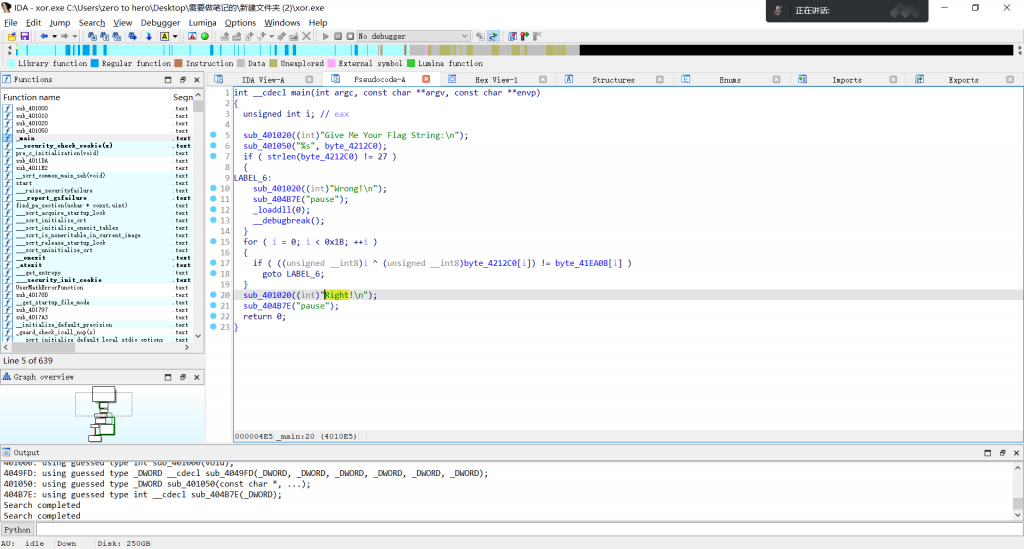 IDA - xor.exe C:\Users\zero to hero\Desktop\需要做笔记的\新建文件夹 (2)\xor.exe
正在讲话:
File Edit Jump Search View Debugger Lumina Options Windows Help
No debugger
Library function Regular function Instruction Data Unexplored External symbol Lumina function
Functions
IDA View-A Pseudocode-A Hex View-1 Structures Enums Imports Exports
Function name Segn
sub_401000 .text
sub_401010 .text
sub_401020 .text
sub_401050 .text
_main .text
__security_check_cookie(x) .text
pre_c_initialization(void) .text
sub_4011DA .text
sub_4011E2 .text
__scrt_common_main_seh(void) .text
start .text
___raise_securityfailure .text
___report_gsfailure .text
find_pe_section(uchar * const,uint) .text
___scrt_acquire_startup_lock .text
___scrt_initialize_crt .text
___scrt_initialize_onexit_tables .text
___scrt_is_nonwritable_in_current_image .text
___scrt_release_startup_lock .text
___scrt_uninitialize_crt .text
__onexit .text
_atexit .text
___get_entropy .text
___security_init_cookie .text
UserMathErrorFunction .text
sub_40178D .text
__get_startup_file_mode .text
sub_401797 .text
sub_4017A3 .text
__initialize_default_precision .text
_guard_check_icall_nop(x) .text
__scrt_initialize_default_local_stdio_options .text
Line 5 of 639
Graph overview
1 int __cdecl main(int argc, const char **argv, const char **envp)
2 {
3 unsigned int i; // eax
4
5 sub_401020((int)"Give Me Your Flag String:\n");
6 sub_401050("%s", byte_4212C0);
7 if ( strlen(byte_4212C0) != 27 )
8 {
9 LABEL_6:
10 sub_401020((int)"Wrong!\n");
11 sub_404B7E("pause");
12 _loaddll(0);
13 __debugbreak();
14 }
15 for ( i = 0; i < 0x1B; ++i )
16 {
17 if ( ((unsigned __int8)i ^ (unsigned __int8)byte_4212C0[i]) != byte_41EA08[i] )
18 goto LABEL_6;
19 }
20 sub_401020((int)"Right!\n");
21 sub_404B7E("pause");
22 return 0;
23 }
000004E5 _main:20 (4010E5)
Output
401000: using guessed type int sub_401000(void);
4049FD: using guessed type _DWORD __cdecl sub_4049FD(_DWORD, _DWORD, _DWORD, _DWORD, _DWORD, _DWORD);
401050: using guessed type _DWORD sub_401050(const char *, ...);
404B7E: using guessed type int __cdecl sub_404B7E(_DWORD);
Search completed
Search completed
Python
AU: idle Down Disk: 250GB